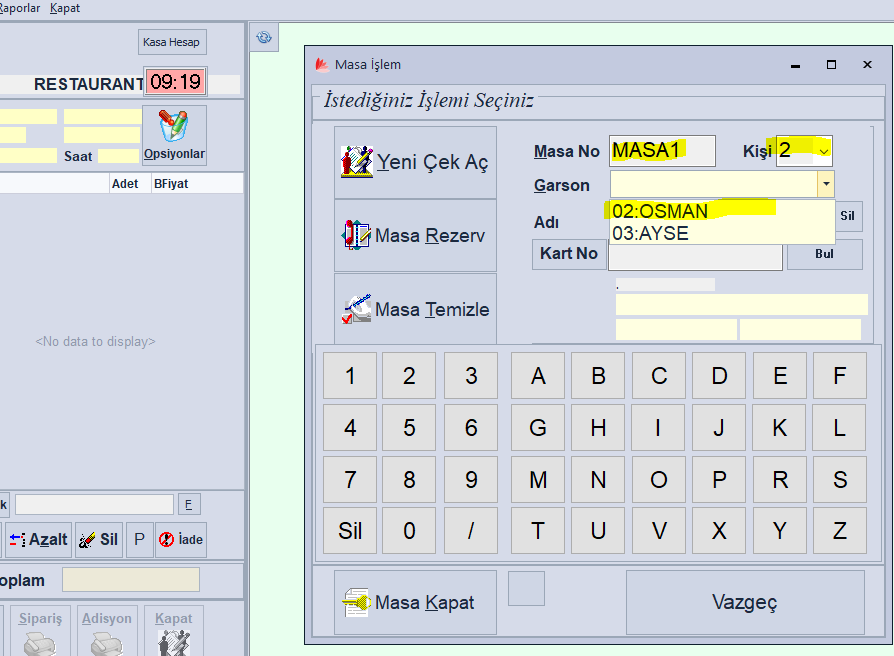 Raporlar Kapat
Kasa Hesap
RESTAURANT 09:19
Saat
Opsiyonlar
Adet BFiyat
<No data to display>
k E
Azalt Sil P İade
oplam
Sipariş Adisyon Kapat
Masa İşlem
İstediğiniz İşlemi Seçiniz
Yeni Çek Aç
Masa Rezerv
Masa Temizle
Masa No MASA1 Kişi 2
Garson
02:OSMAN
03:AYSE
Adı Sil
Kart No Bul
.
1 2 3 A B C D E F
4 5 6 G H I J K L
7 8 9 M N O P R S
Sil 0 / T U V X Y Z
Masa Kapat
Vazgeç